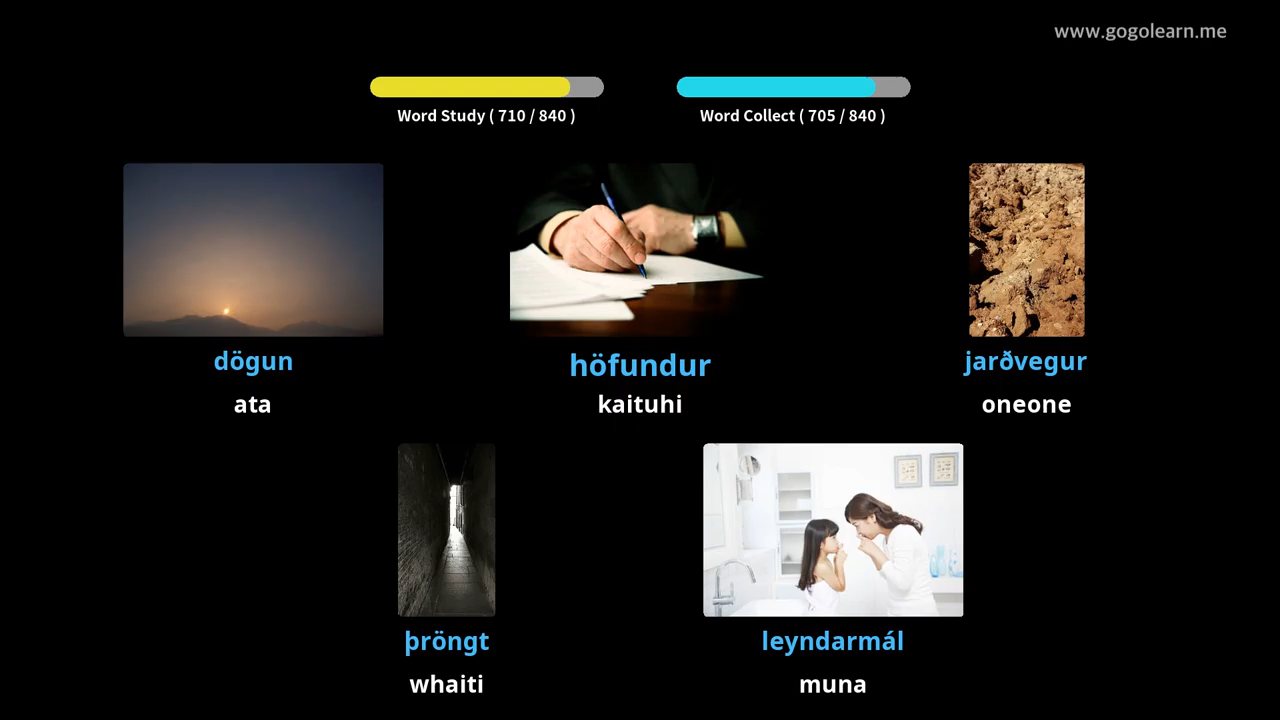 www.gogolearn.me
Word Study ( 710 / 840 )
Word Collect ( 705 / 840 )
dögun
höfundur
jarðvegur
ata
kaituhi
oneone
þröngt
leyndarmál
whaiti
muna